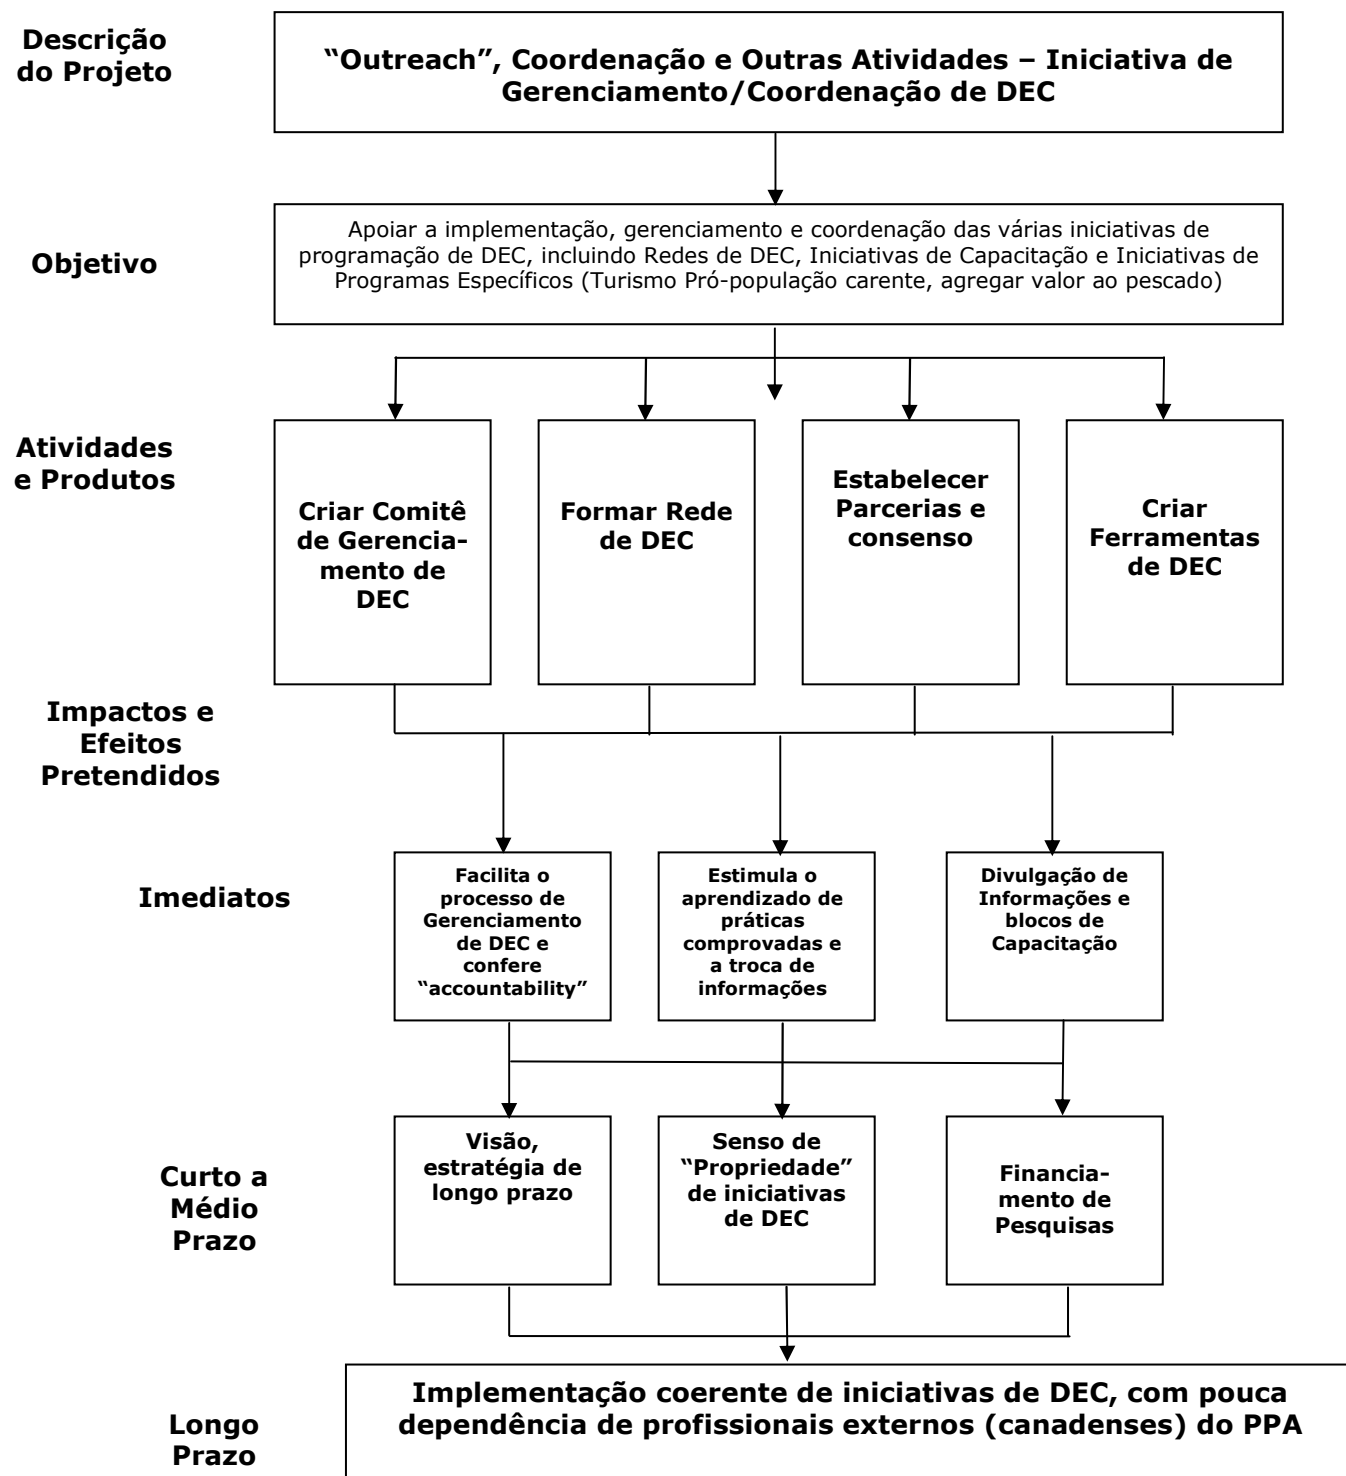 Descrição
do Projeto
“Outreach”, Coordenação e Outras Atividades – Iniciativa de
Gerenciamento/Coordenação de DEC
Objetivo
Apoiar a implementação, gerenciamento e coordenação das várias iniciativas de
programação de DEC, incluindo Redes de DEC, Iniciativas de Capacitação e Iniciativas de
Programas Específicos (Turismo Pró-população carente, agregar valor ao pescado)
Atividades
e Produtos
Criar Comitê
de Gerencia-
mento de
DEC
Formar Rede
de DEC
Estabelecer
Parcerias e
consenso
Criar
Ferramentas
de DEC
Impactos e
Efeitos
Pretendidos
Imediatos
Facilita o
processo de
Gerenciamento
de DEC e
confere
“accountability”
Estimula o
aprendizado de
práticas
comprovadas e
a troca de
informações
Divulgação de
Informações e
blocos de
Capacitação
Curto a
Médio
Prazo
Visão,
estratégia de
longo prazo
Senso de
“Propriedade”
de iniciativas
de DEC
Financia-
mento de
Pesquisas
Longo
Prazo
Implementação coerente de iniciativas de DEC, com pouca
dependência de profissionais externos (canadenses) do PPA